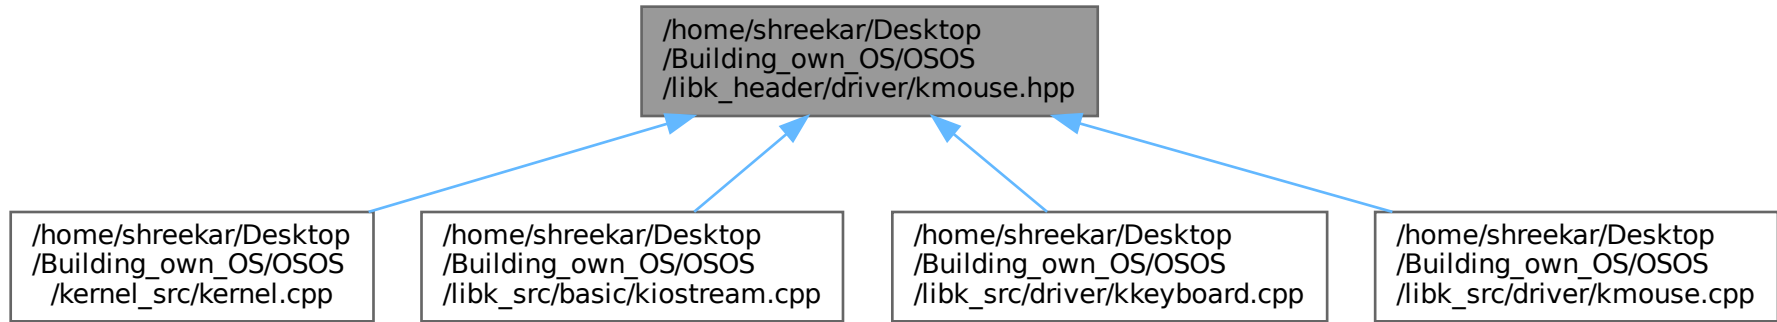 /home/shreekar/Desktop
/Building_own_OS/OSOS
/libk_header/driver/kmouse.hpp
/home/shreekar/Desktop
/Building_own_OS/OSOS
/kernel_src/kernel.cpp
/home/shreekar/Desktop
/Building_own_OS/OSOS
/libk_src/basic/kiostream.cpp
/home/shreekar/Desktop
/Building_own_OS/OSOS
/libk_src/driver/kkeyboard.cpp
/home/shreekar/Desktop
/Building_own_OS/OSOS
/libk_src/driver/kmouse.cpp